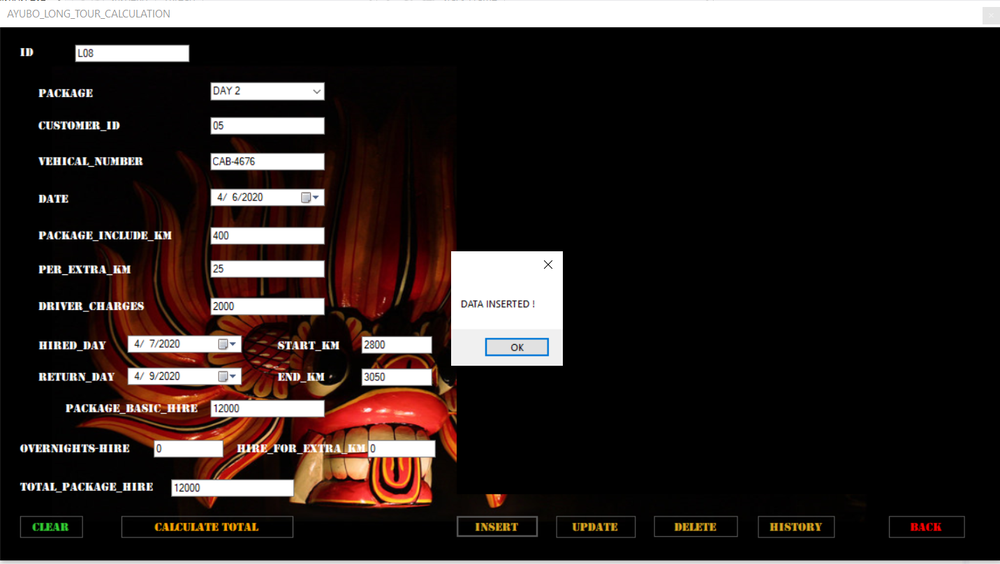 AYUBO_LONG_TOUR_CALCULATION
ID L08
PACKAGE DAY 2
CUSTOMER_ID 05
VEHICAL_NUMBER CAB-4676
DATE 4/ 6/2020
PACKAGE_INCLUDE_KM 400
PER_EXTRA_KM 25
DRIVER_CHARGES 2000
DATA INSERTED !
OK
HIRED_DAY 4/ 7/2020 START_KM 2800
RETURN_DAY 4/ 9/2020 END_KM 3050
PACKAGE_BASIC_HIRE 12000
OVERNIGHTS-HIRE 0 HIRE_FOR_EXTRA_KM 0
TOTAL_PACKAGE_HIRE 12000
CLEAR CALCULATE TOTAL INSERT UPDATE DELETE HISTORY BACK